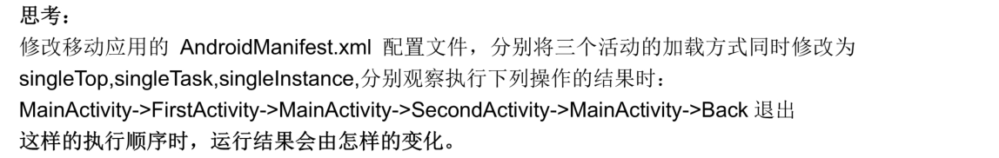 思考：
修改移动应用的 AndroidManifest.xml 配置文件，分别将三个活动的加载方式同时修改为
singleTop,singleTask,singleInstance,分别观察执行下列操作的结果时：
MainActivity->FirstActivity->MainActivity->SecondActivity->MainActivity->Back 退出
这样的执行顺序时，运行结果会由怎样的变化。